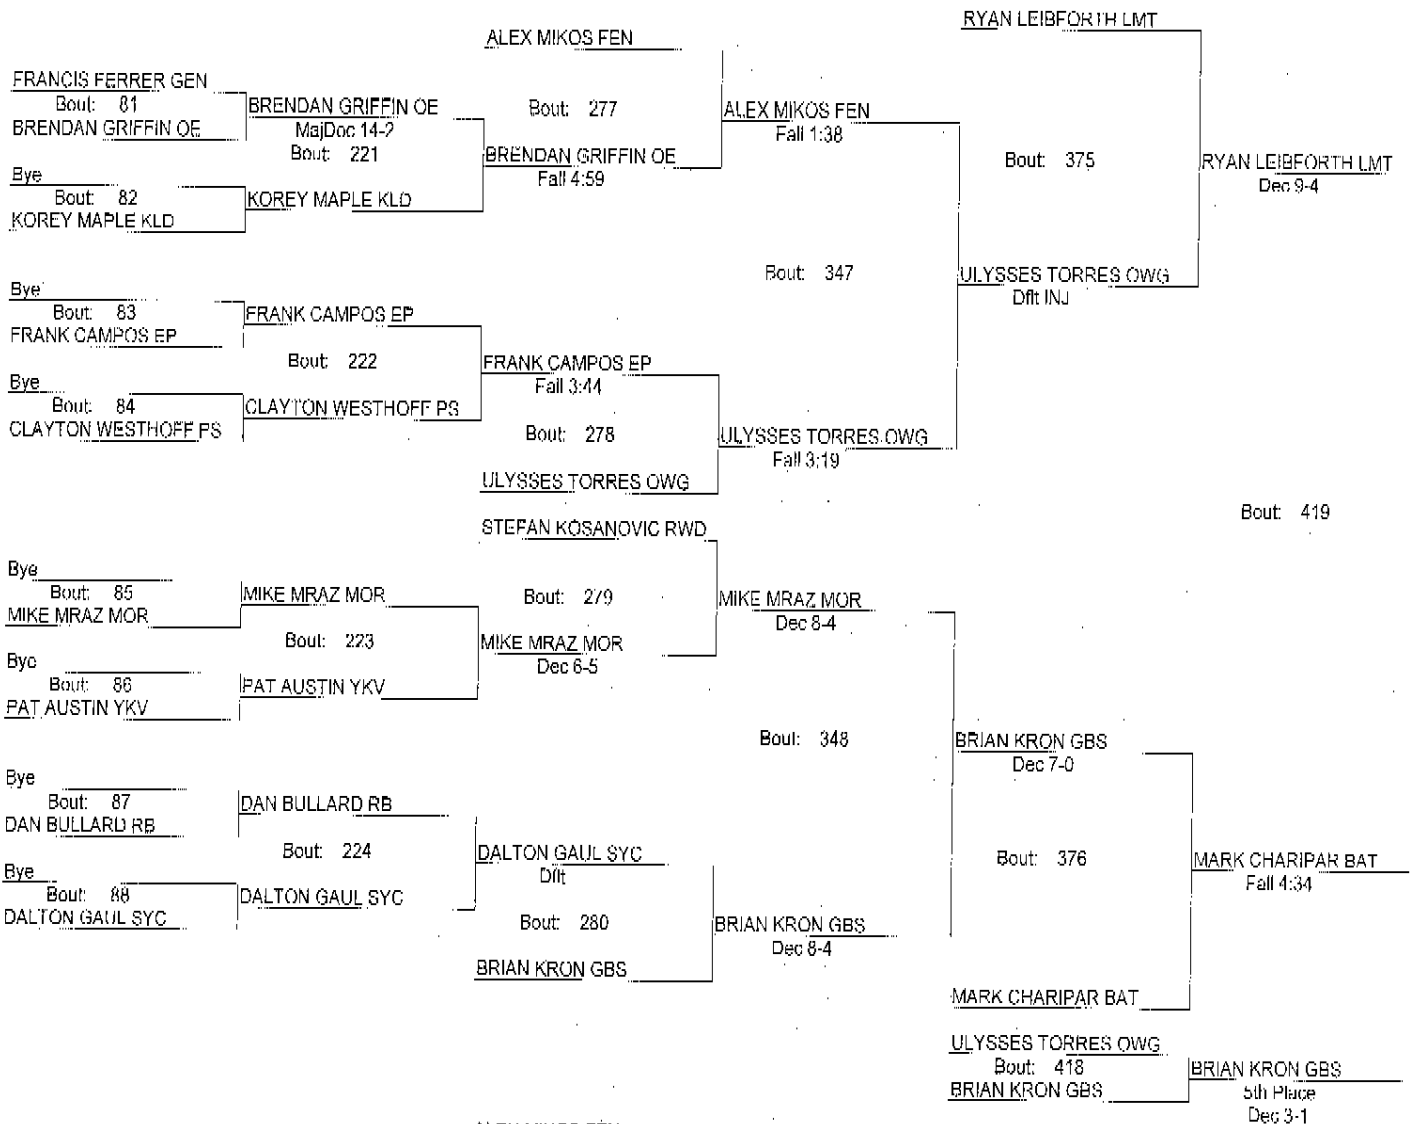 RYAN LEIBFORTH LMT
ALEX MIKOS FEN
FRANCIS FERRER GEN
Bout: 81
BRENDAN GRIFFIN OE
BRENDAN GRIFFIN OE
MajDec 14-2
Bout: 221
Bout: 277
ALEX MIKOS FEN
Fall 1:38
BRENDAN GRIFFIN OE
Fall 4:59
Bout: 375
RYAN LEIBFORTH LMT
Dec 9-4
Bye
Bout: 82
KOREY MAPLE KLD
KOREY MAPLE KLD
Bout: 347
ULYSSES TORRES OWG
Dflt INJ
Bye
Bout: 83
FRANK CAMPOS EP
FRANK CAMPOS EP
Bout: 222
FRANK CAMPOS EP
Fall 3:44
Bye
Bout: 84
CLAYTON WESTHOFF PS
CLAYTON WESTHOFF PS
Bout: 278
ULYSSES TORRES OWG
Fall 3:19
ULYSSES TORRES OWG
Bout: 419
STEFAN KOSANOVIC RWD
Bye
Bout: 85
MIKE MRAZ MOR
MIKE MRAZ MOR
Bout: 279
MIKE MRAZ MOR
Dec 8-4
Bout: 223
MIKE MRAZ MOR
Dec 6-5
Bye
Bout: 86
PAT AUSTIN YKV
PAT AUSTIN YKV
Bout: 348
BRIAN KRON GBS
Dec 7-0
Bye
Bout: 87
DAN BULLARD RB
DAN BULLARD RB
Bout: 224
DALTON GAUL SYC
Dflt
Bout: 376
MARK CHARIPAR BAT
Fall 4:34
Bye
Bout: 88
DALTON GAUL SYC
DALTON GAUL SYC
Bout: 280
BRIAN KRON GBS
Dec 8-4
BRIAN KRON GBS
MARK CHARIPAR BAT
ULYSSES TORRES OWG
Bout: 418
BRIAN KRON GBS
BRIAN KRON GBS
5th Place
Dec 3-1